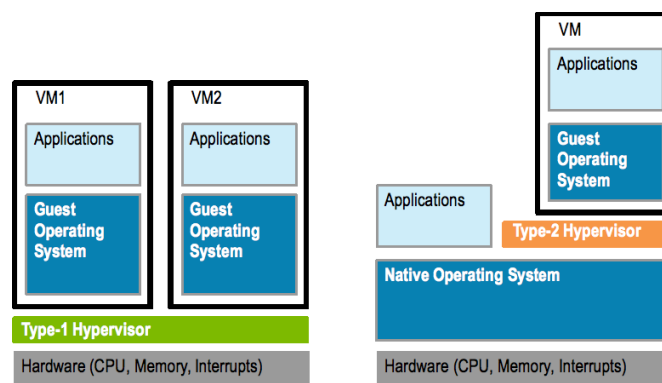 VM1
Applications
Guest
Operating
System
VM2
Applications
Guest
Operating
System
Type-1 Hypervisor
Hardware (CPU, Memory, Interrupts)
VM
Applications
Guest
Operating
System
Applications
Type-2 Hypervisor
Native Operating System
Hardware (CPU, Memory, Interrupts)